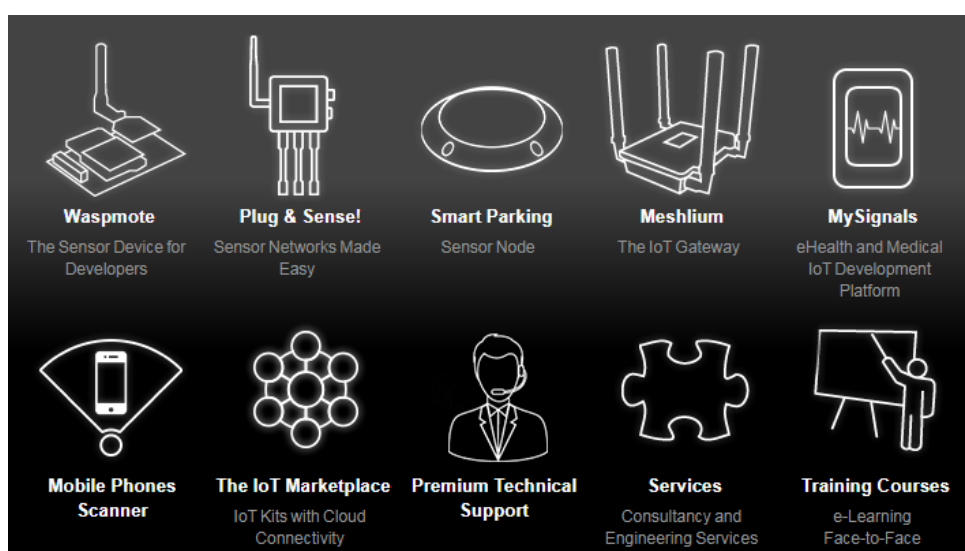 Waspmote
The Sensor Device for
Developers
Plug & Sense!
Sensor Networks Made
Easy
Smart Parking
Sensor Node
Meshlium
The IoT Gateway
MySignals
eHealth and Medical
IoT Development
Platform
Mobile Phones
Scanner
The IoT Marketplace
IoT Kits with Cloud
Connectivity
Premium Technical
Support
Services
Consultancy and
Engineering Services
Training Courses
e-Learning
Face-to-Face